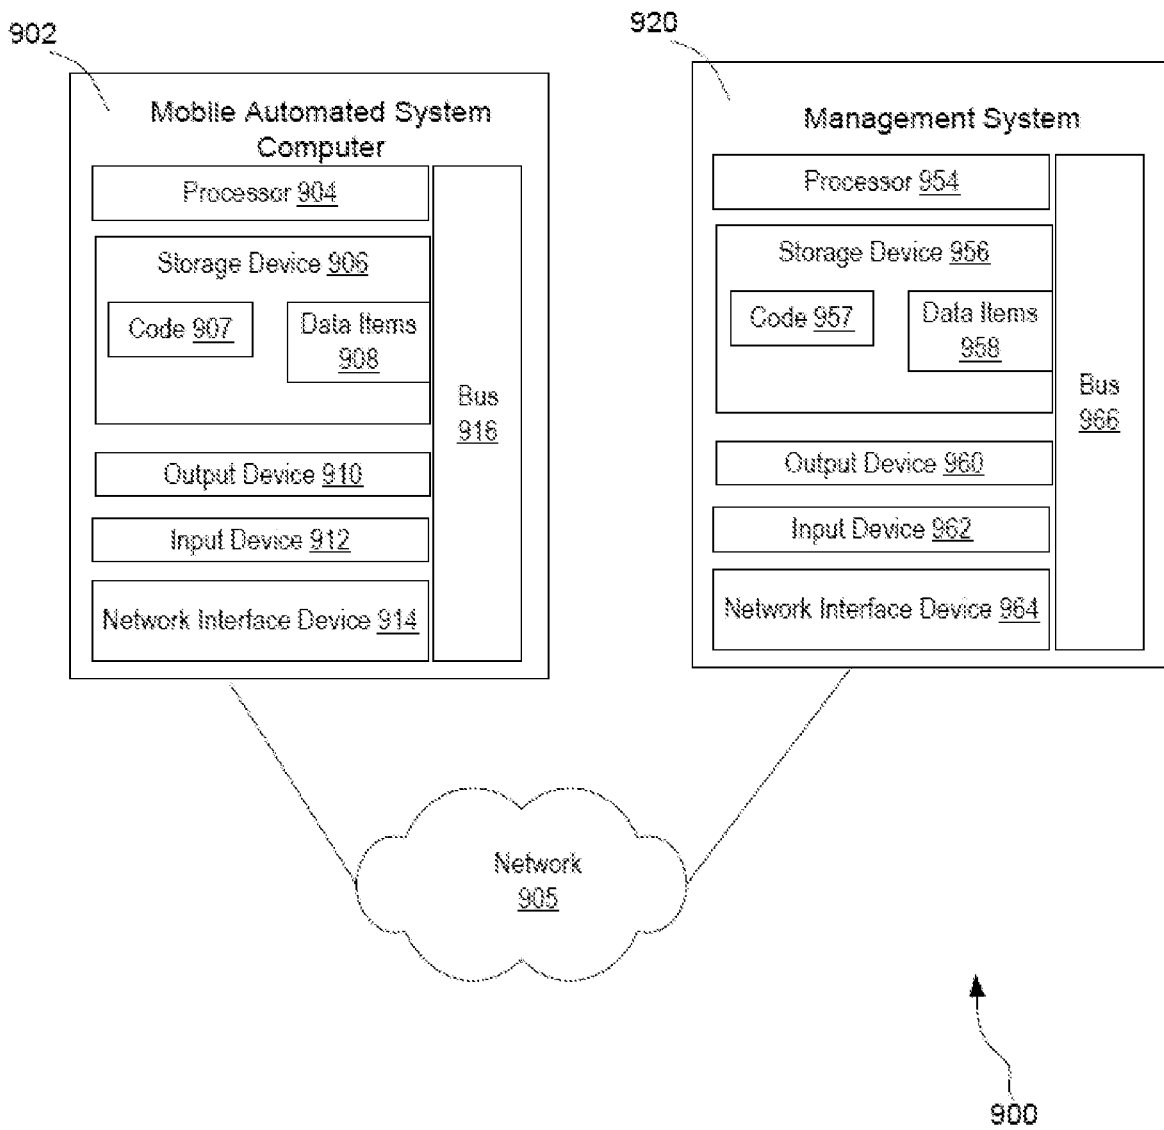 902
Mobile Automated System
Computer
Processor 904
Storage Device 906
Code 907
Data Items
908
Bus
916
Output Device 910
Input Device 912
Network Interface Device 914
920
Management System
Processor 954
Storage Device 956
Code 957
Data Items
958
Bus
966
Output Device 960
Input Device 962
Network Interface Device 964
Network
905
900